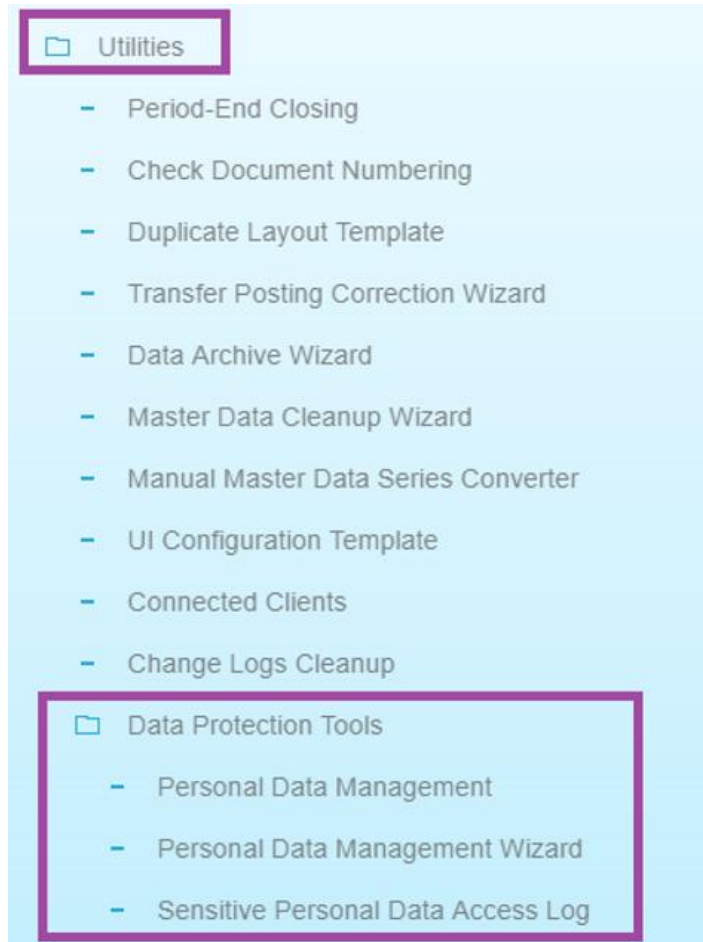 Utilities
Period-End Closing
Check Document Numbering
Duplicate Layout Template
Transfer Posting Correction Wizard
Data Archive Wizard
Master Data Cleanup Wizard
Manual Master Data Series Converter
UI Configuration Template
Connected Clients
Change Logs Cleanup
Data Protection Tools
Personal Data Management
Personal Data Management Wizard
Sensitive Personal Data Access Log